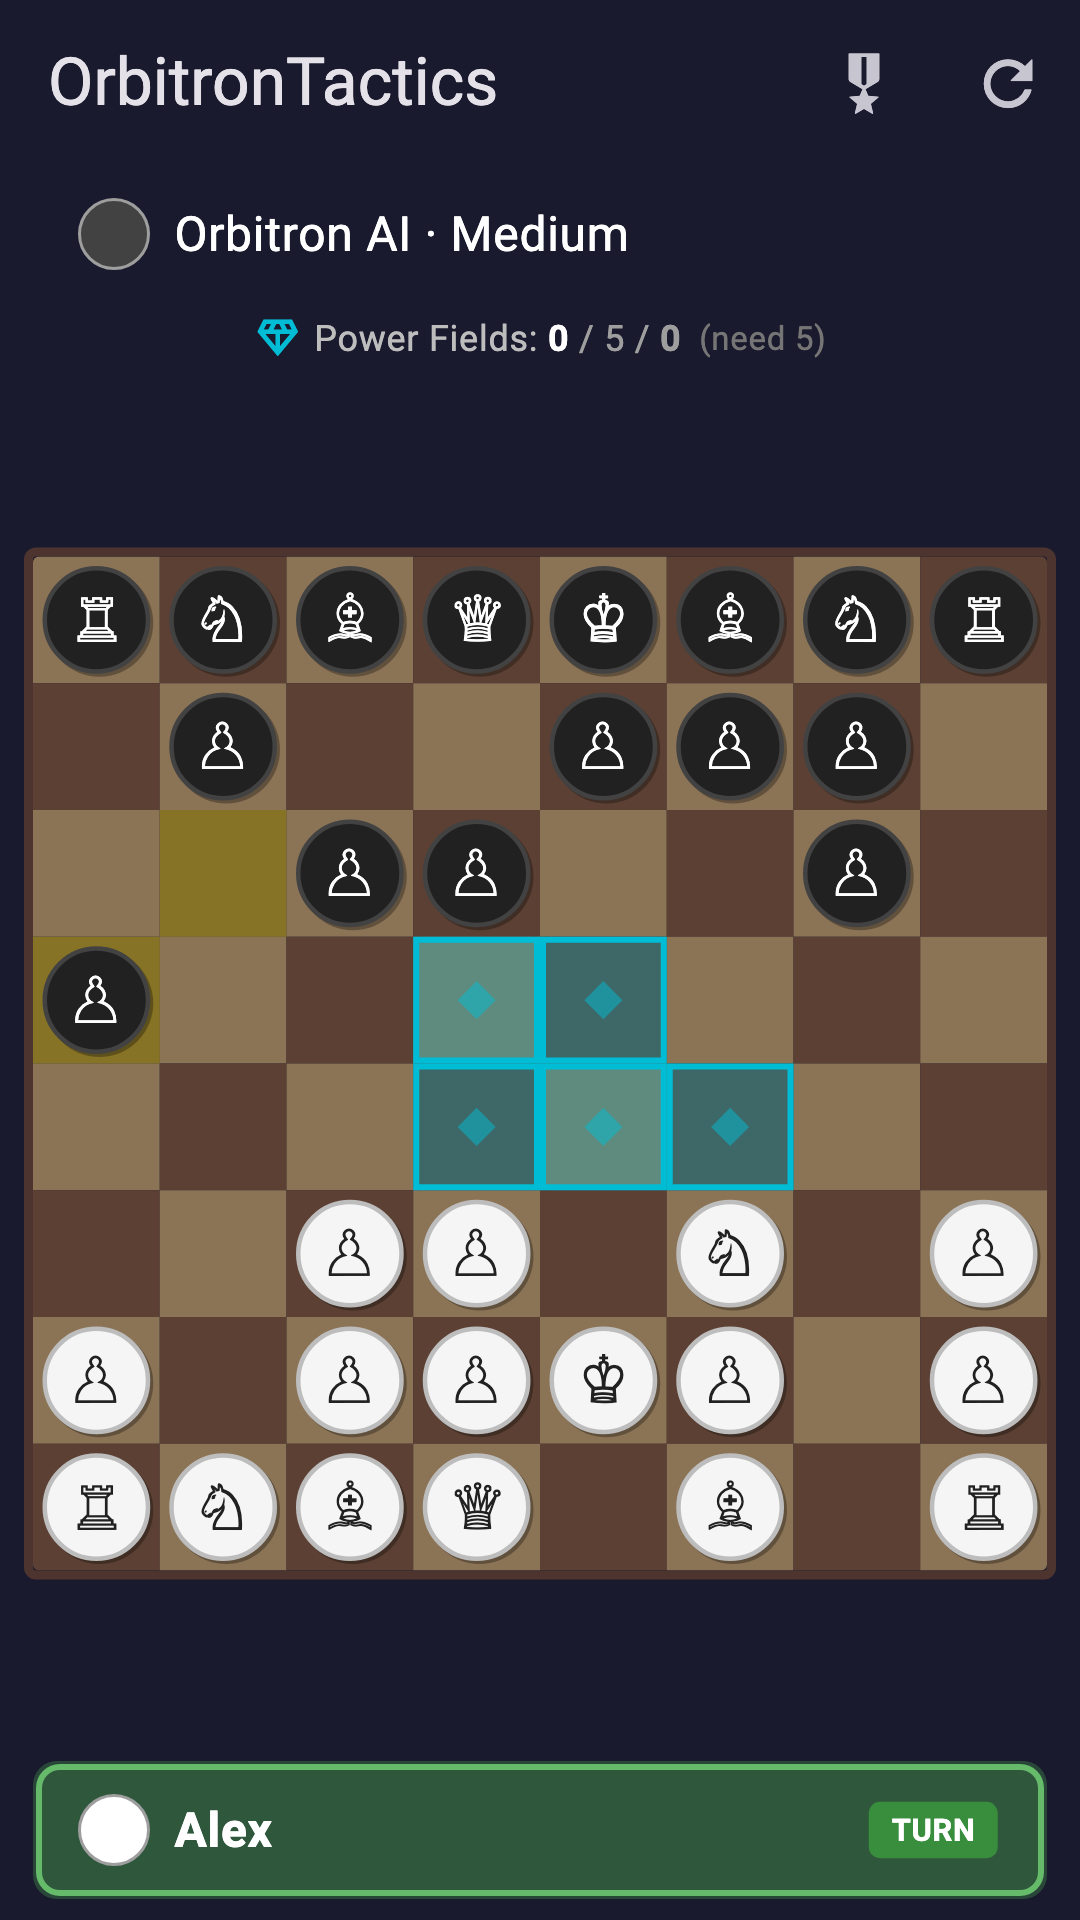 OrbitronTactics
Orbitron AI · Medium
Power Fields: 0 / 5 / 0 (need 5)
Alex
TURN